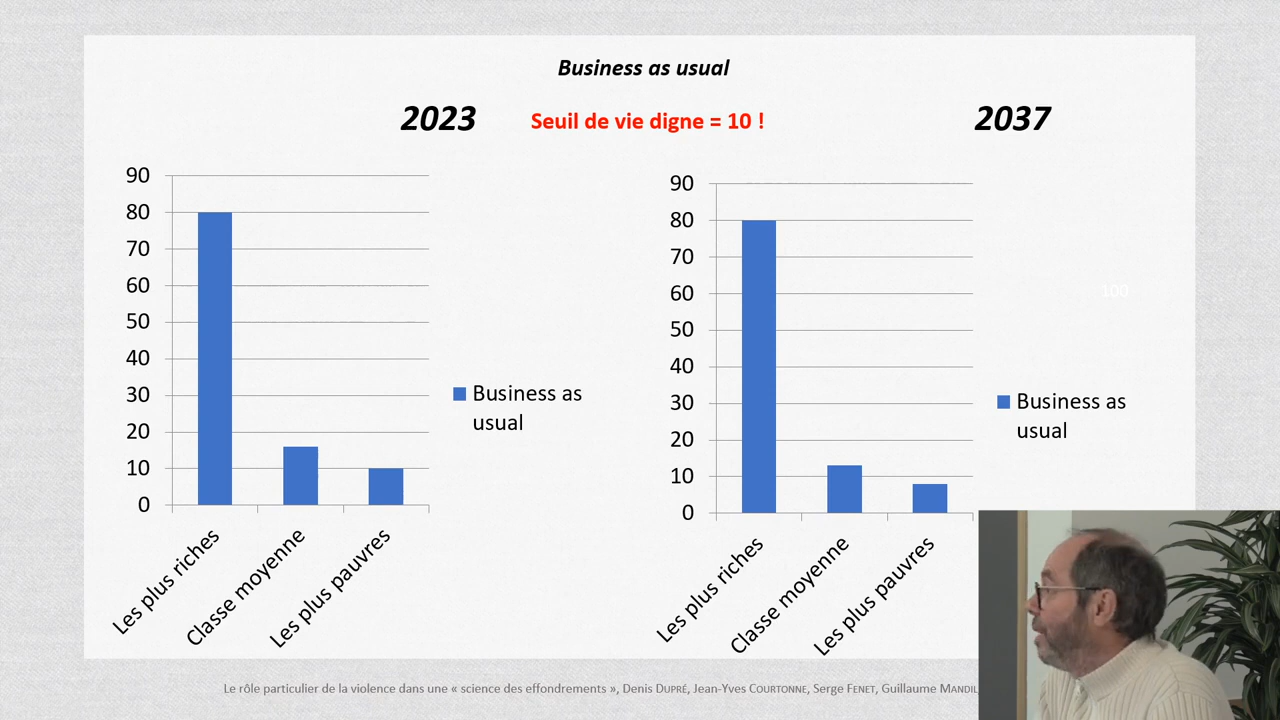 Business as usual
2023
Seuil de vie digne = 10 !
2037
90
80
70
60
50
40
30
20
10
0
Les plus riches
Classe moyenne
Les plus pauvres
Business as
usual
90
80
70
60
50
40
30
20
10
0
Les plus riches
Classe moyenne
Les plus pauvres
Business as
usual
100
Le rôle particulier de la violence dans une « science des effondrements », Denis DUPRÉ, Jean-Yves COURTONNE, Serge FENET, Guillaume MANDIL